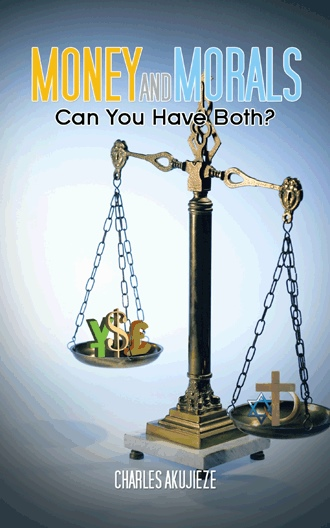 MONEY AND MORALS
Can You Have Both?
¥$£
CHARLES AKUJIEZE